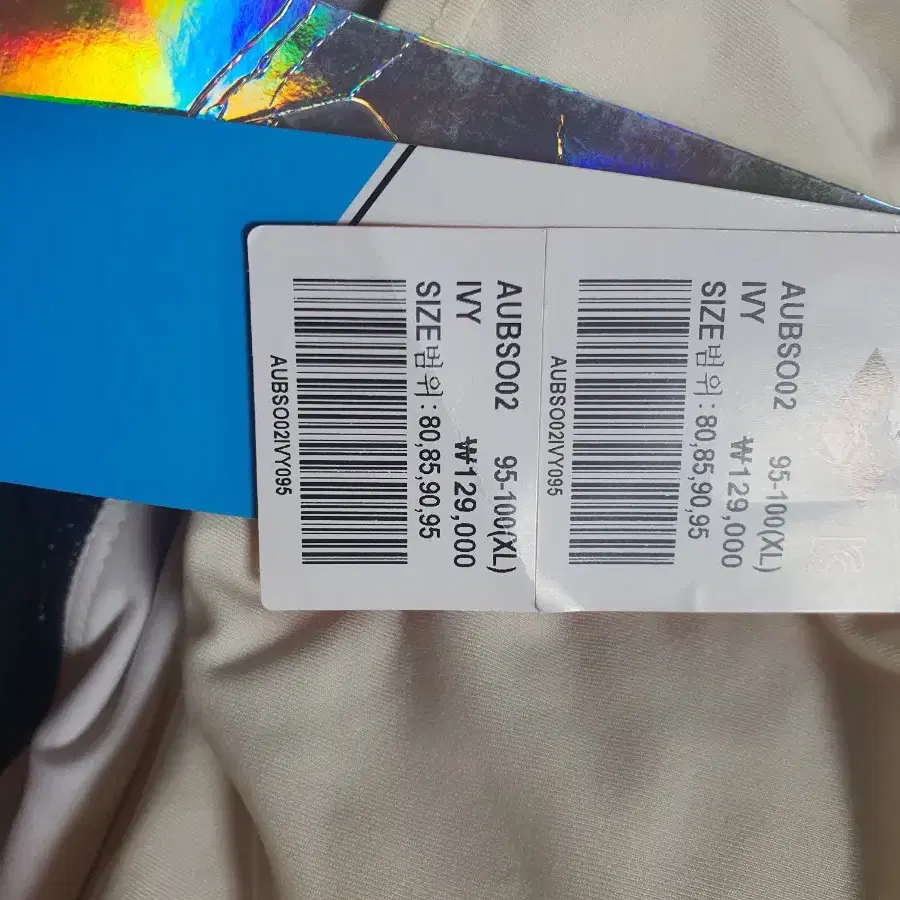 AUBSO02 95-100(XL)
IVY ₩129,000
SIZE범위 : 80,85,90,95
AUBSO02IVY095
AUBSO02 95-100(XL)
IVY ₩129,000
SIZE범위 : 80,85,90,95
AUBSO02IVY095